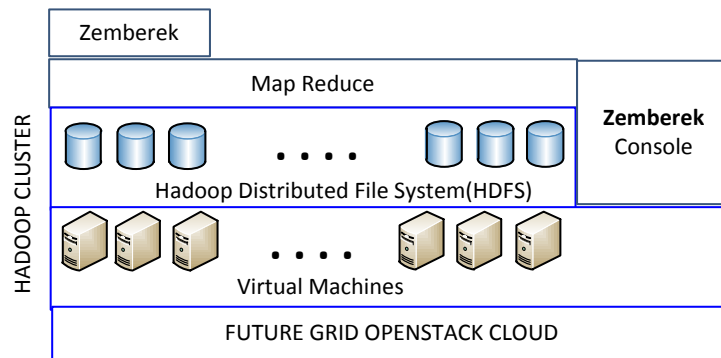 Zemberek
Map Reduce
Zemberek
Console
HADOOP CLUSTER
. . . .
Hadoop Distributed File System(HDFS)
. . . .
Virtual Machines
FUTURE GRID OPENSTACK CLOUD